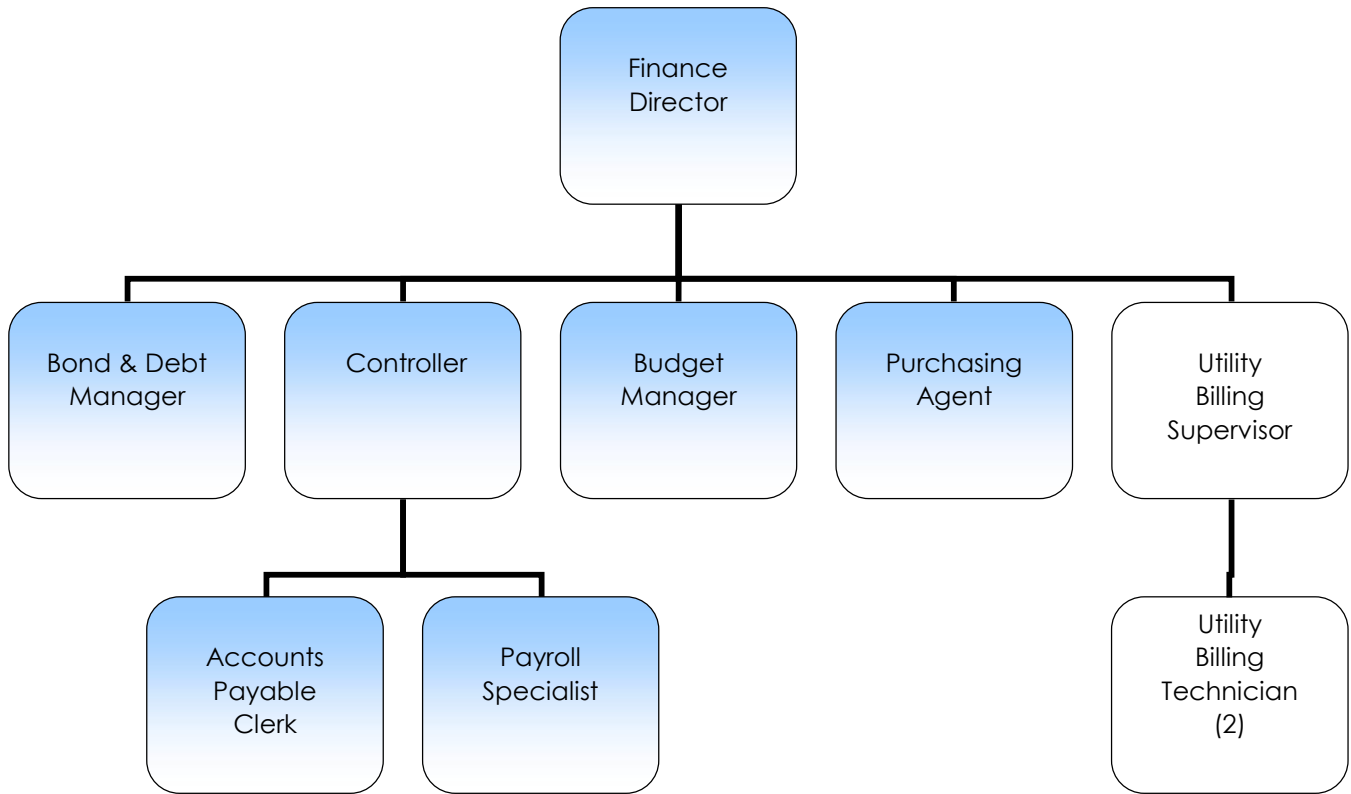 Finance
Director
Bond & Debt
Manager
Controller
Budget
Manager
Purchasing
Agent
Utility
Billing
Supervisor
Accounts
Payable
Clerk
Payroll
Specialist
Utility
Billing
Technician
(2)